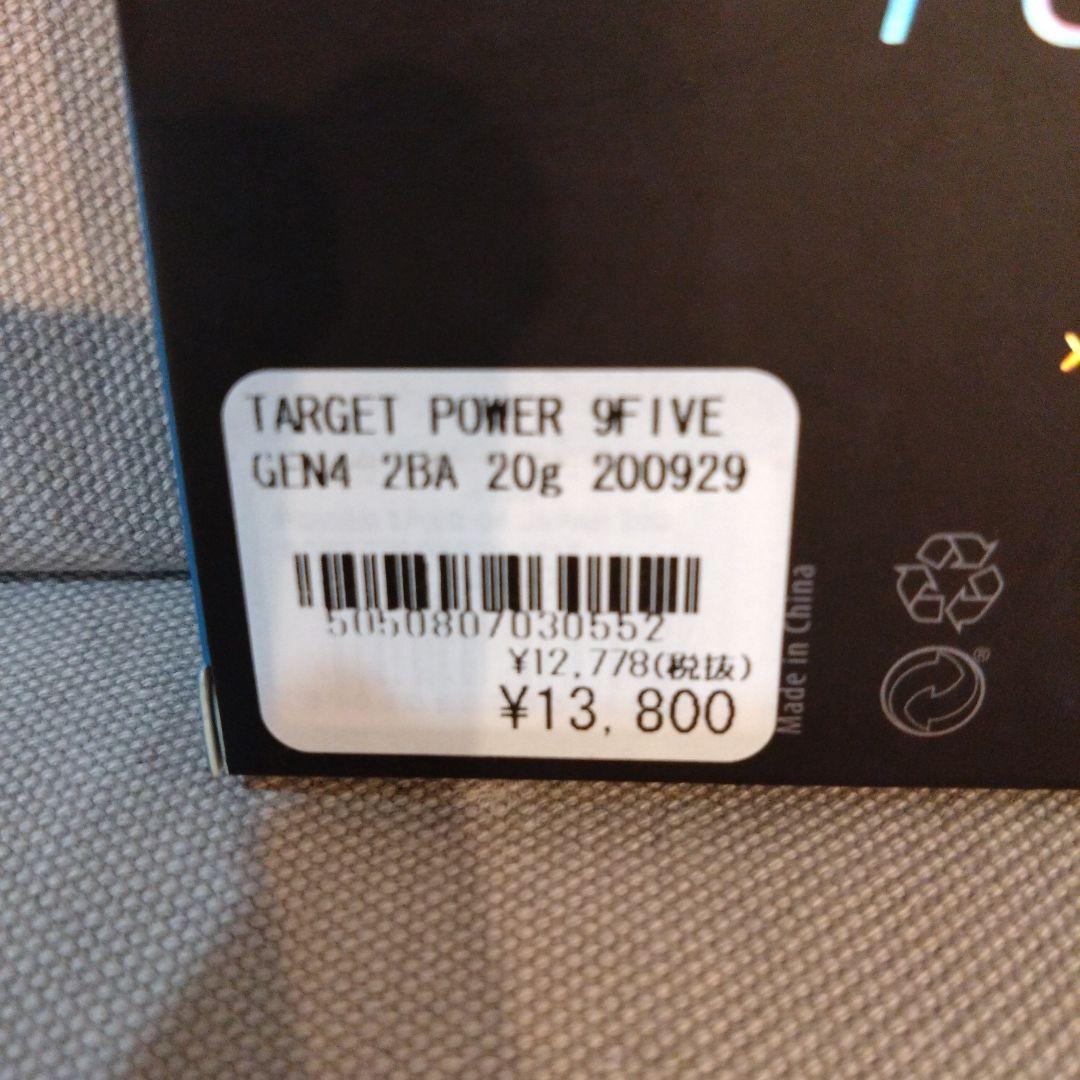 TARGET POWER 9FIVE
GEN4 2BA 20g 200929
5050807030552
¥12,778(税抜)
¥13,800
Made in China
®